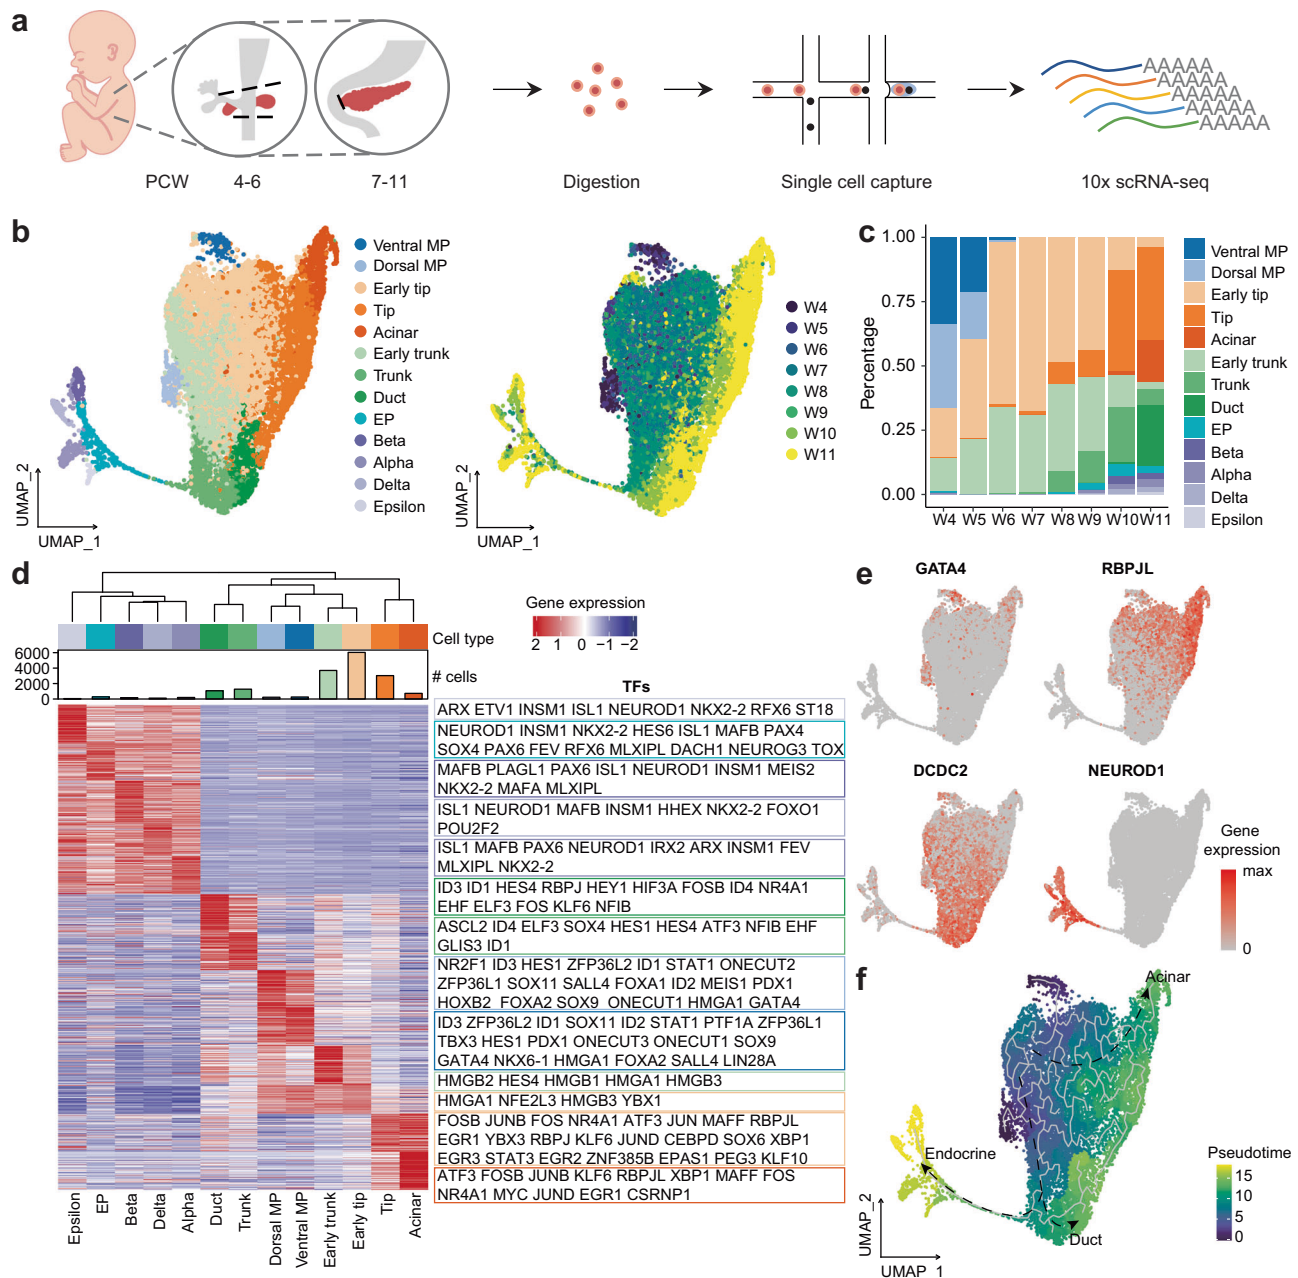 a
AAAAA
AAAAA
AAAAA
AAAAA
AAAAA
PCW 4-6 7-11 Digestion Single cell capture 10x scRNA-seq
b
Ventral MP
Dorsal MP
Early tip
Tip
Acinar
Early trunk
Trunk
Duct
EP
Beta
Alpha
Delta
Epsilon
UMAP_2
UMAP_1
W4
W5
W6
W7
W8
W9
W10
W11
UMAP_2
UMAP_1
c
Percentage
1.00
0.75
0.50
0.25
0.00
W4 W5 W6 W7 W8 W9 W10 W11
Ventral MP
Dorsal MP
Early tip
Tip
Acinar
Early trunk
Trunk
Duct
EP
Beta
Alpha
Delta
Epsilon
d
Gene expression
2 1 0 −1 −2
Cell type
6000
4000
2000
0
# cells
TFs
ARX ETV1 INSM1 ISL1 NEUROD1 NKX2-2 RFX6 ST18
NEUROD1 INSM1 NKX2-2 HES6 ISL1 MAFB PAX4
SOX4 PAX6 FEV RFX6 MLXIPL DACH1 NEUROG3 TOX
MAFB PLAGL1 PAX6 ISL1 NEUROD1 INSM1 MEIS2
NKX2-2 MAFA MLXIPL
ISL1 NEUROD1 MAFB INSM1 HHEX NKX2-2 FOXO1
POU2F2
ISL1 MAFB PAX6 NEUROD1 IRX2 ARX INSM1 FEV
MLXIPL NKX2-2
ID3 ID1 HES4 RBPJ HEY1 HIF3A FOSB ID4 NR4A1
EHF ELF3 FOS KLF6 NFIB
ASCL2 ID4 ELF3 SOX4 HES1 HES4 ATF3 NFIB EHF
GLIS3 ID1
NR2F1 ID3 HES1 ZFP36L2 ID1 STAT1 ONECUT2
ZFP36L1 SOX11 SALL4 FOXA1 ID2 MEIS1 PDX1
HOXB2 FOXA2 SOX9 ONECUT1 HMGA1 GATA4
ID3 ZFP36L2 ID1 SOX11 ID2 STAT1 PTF1A ZFP36L1
TBX3 HES1 PDX1 ONECUT3 ONECUT1 SOX9
GATA4 NKX6-1 HMGA1 FOXA2 SALL4 LIN28A
HMGB2 HES4 HMGB1 HMGA1 HMGB3
HMGA1 NFE2L3 HMGB3 YBX1
FOSB JUNB FOS NR4A1 ATF3 JUN MAFF RBPJL
EGR1 YBX3 RBPJ KLF6 JUND CEBPD SOX6 XBP1
EGR3 STAT3 EGR2 ZNF385B EPAS1 PEG3 KLF10
ATF3 FOSB JUNB KLF6 RBPJL XBP1 MAFF FOS
NR4A1 MYC JUND EGR1 CSRNP1
Epsilon EP Beta Delta Alpha Duct Trunk Dorsal MP Ventral MP Early trunk Early tip Tip Acinar
e
GATA4 RBPJL
DCDC2 NEUROD1
Gene
expression
max
0
f
Acinar
Endocrine
Duct
Pseudotime
15
10
5
0
UMAP_2
UMAP_1